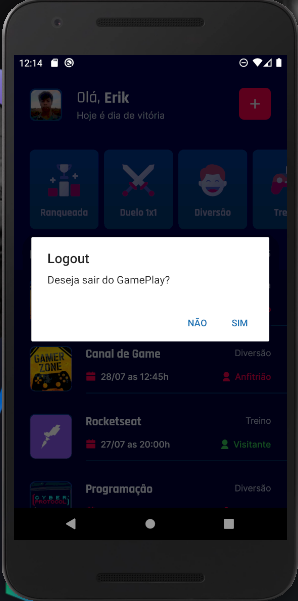 12:14
Olá, Erik
Hoje é dia de vitória
Ranqueada
Duelo 1x1
Diversão
Tre
Logout
Deseja sair do GamePlay?
NÃO
SIM
GAMER
ZONE
Canal de Game
Diversão
28/07 as 12:45h
Anfitrião
Rocketseat
Treino
27/07 as 20:00h
Visitante
CYBER
Programação
Diversão